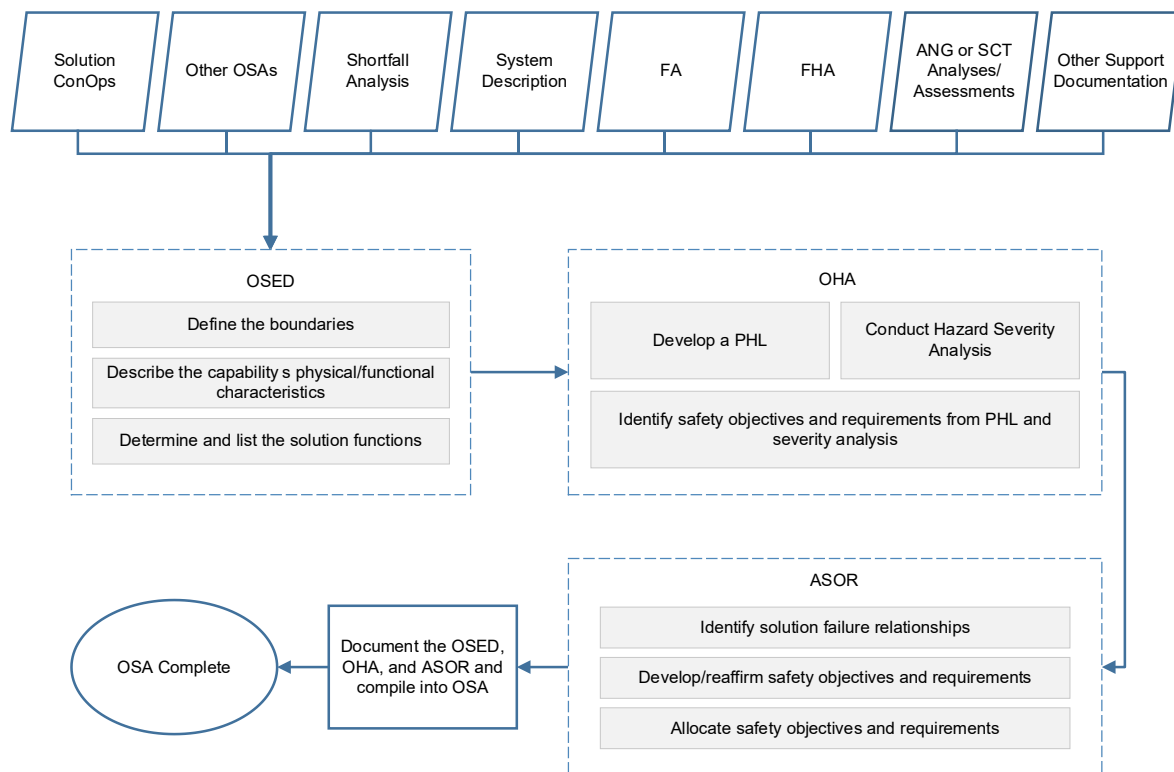 Solution
ConOps
Other OSAs
Shortfall
Analysis
System
Description
FA
FHA
ANG or SCT
Analyses/
Assessments
Other Support
Documentation
OSED
Define the boundaries
Describe the capability s physical/functional
characteristics
Determine and list the solution functions
OHA
Develop a PHL
Conduct Hazard Severity
Analysis
Identify safety objectives and requirements from PHL and
severity analysis
ASOR
Identify solution failure relationships
Develop/reaffirm safety objectives and requirements
Allocate safety objectives and requirements
Document the OSED,
OHA, and ASOR and
compile into OSA
OSA Complete